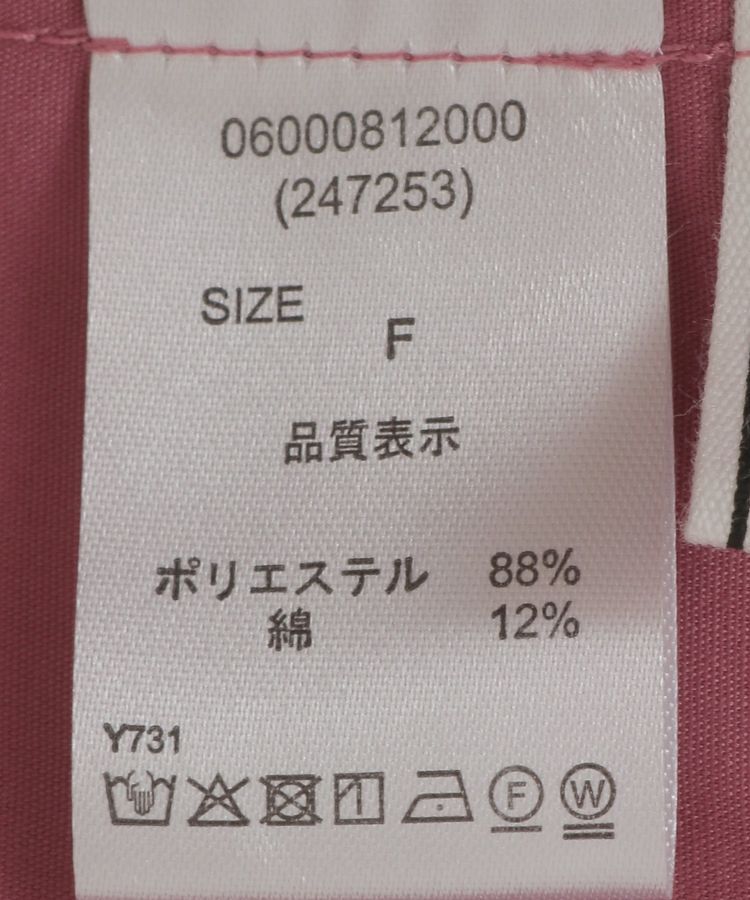 06000812000
(247253)
SIZE F
品質表示
ポリエステル 88%
綿 12%
Y731
F W